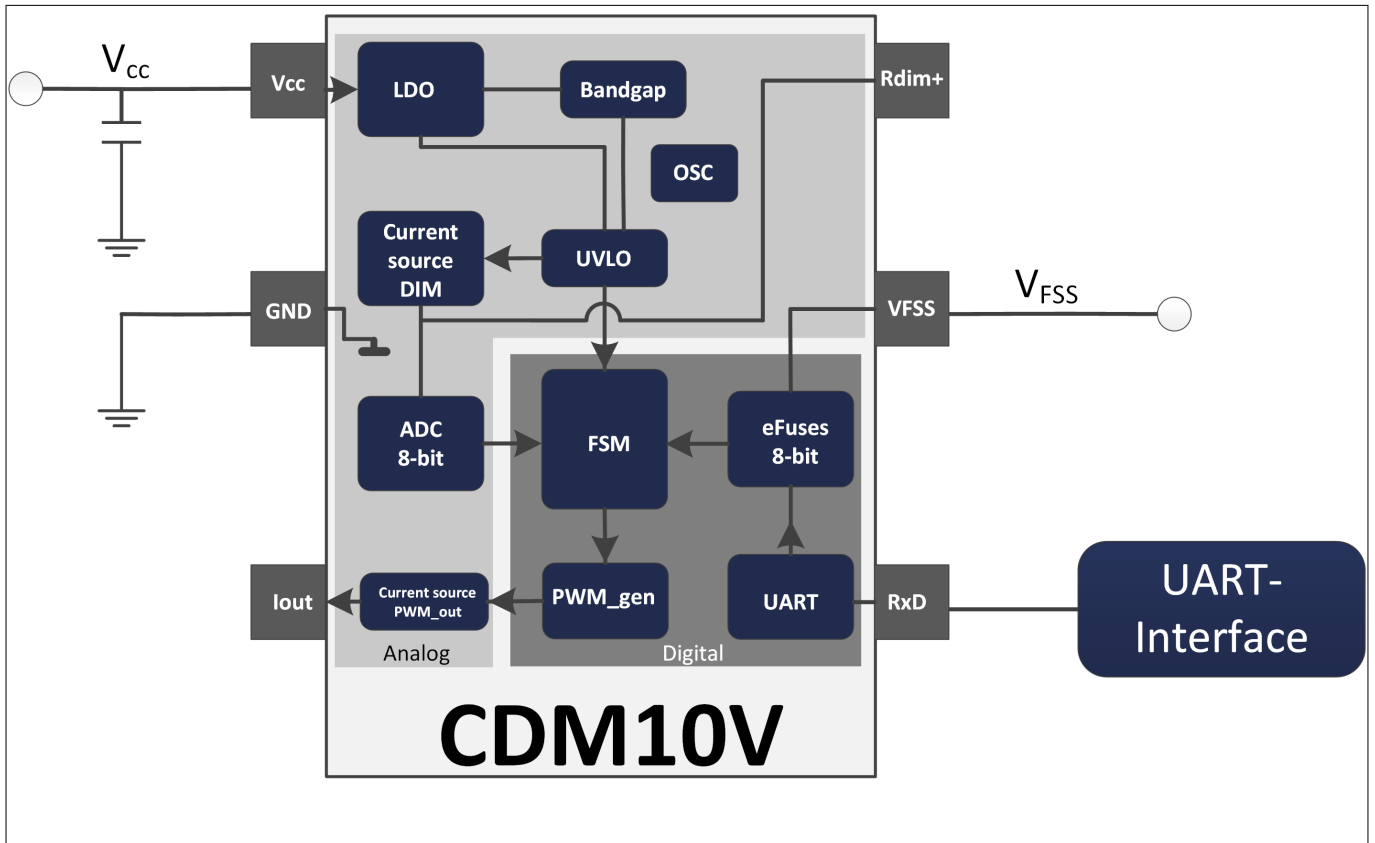 Vcc
Vcc
LDO
Bandgap
Rdim+
OSC
Current
source
DIM
UVLO
GND
VFSS
VFSS
ADC
8-bit
FSM
eFuses
8-bit
Iout
Current source
PWM_out
PWM_gen
UART
RxD
UART-
Interface
Analog
Digital
CDM10V